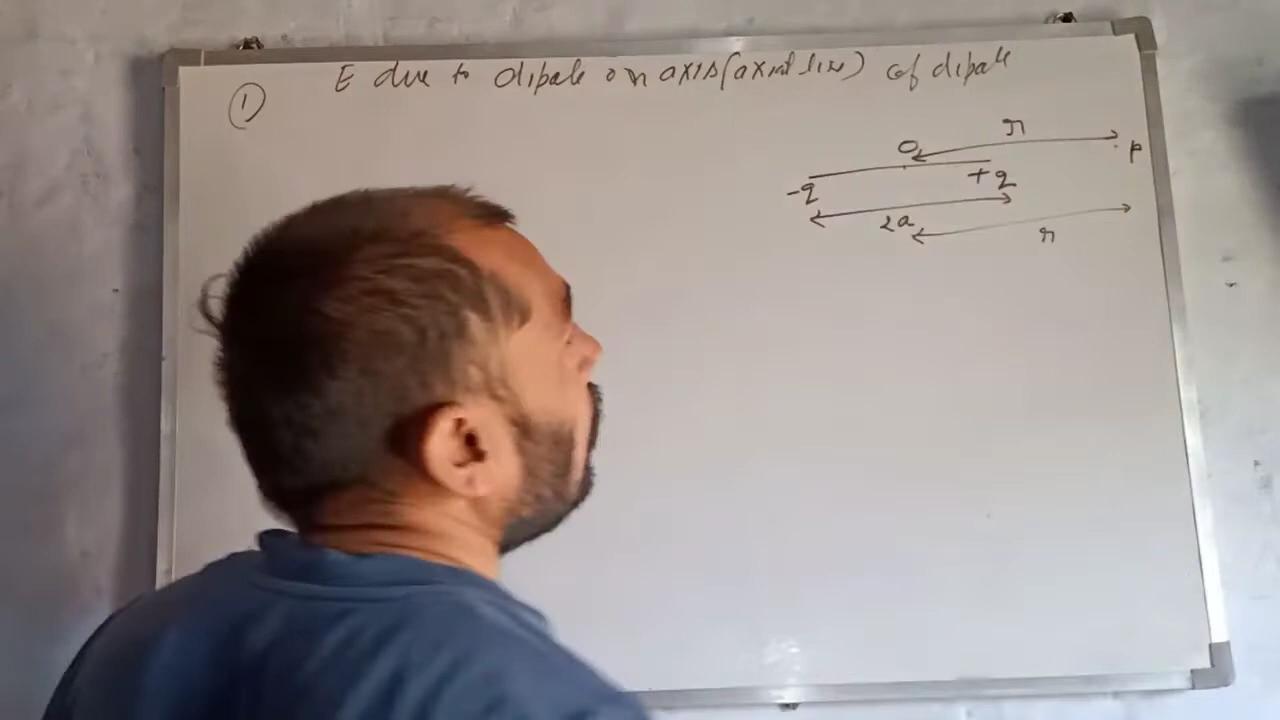 E due to dipole on axis (axial line) of dipole
①
r
O
P
-q
+q
2a
r